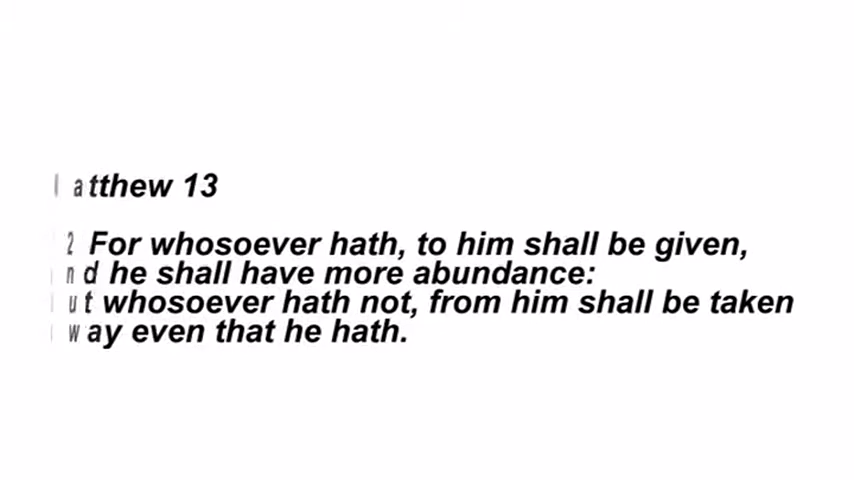 Matthew 13
12 For whosoever hath, to him shall be given,
and he shall have more abundance:
but whosoever hath not, from him shall be taken
away even that he hath.